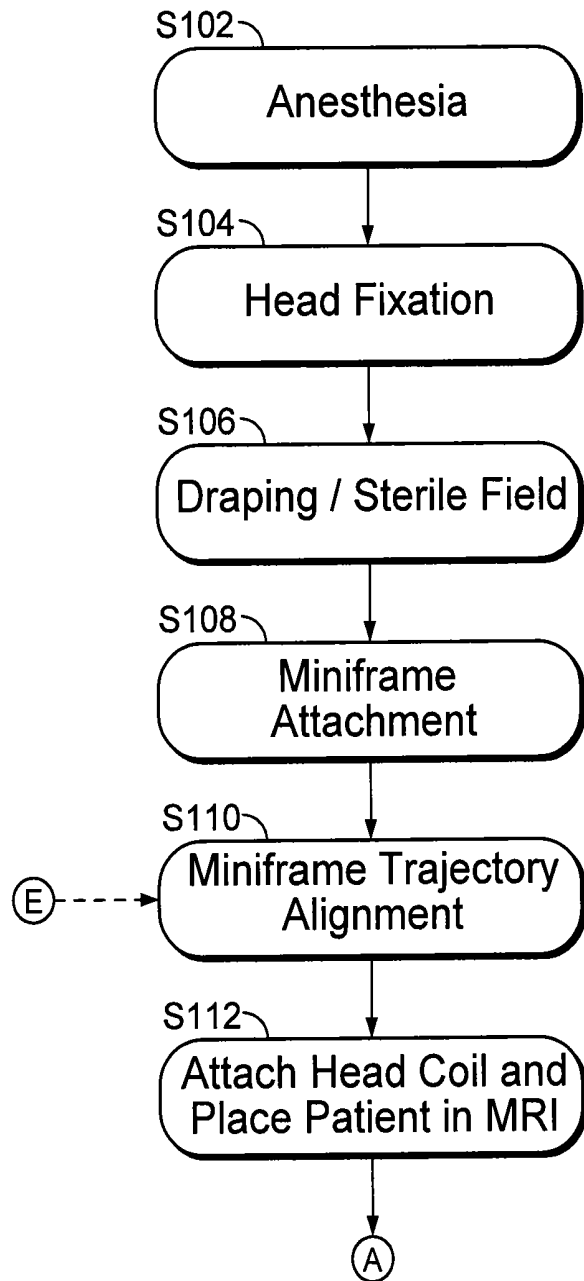 S102
Anesthesia
S104
Head Fixation
S106
Draping / Sterile Field
S108
Miniframe
Attachment
S110
Miniframe Trajectory
Alignment
E
S112
Attach Head Coil and
Place Patient in MRI
A